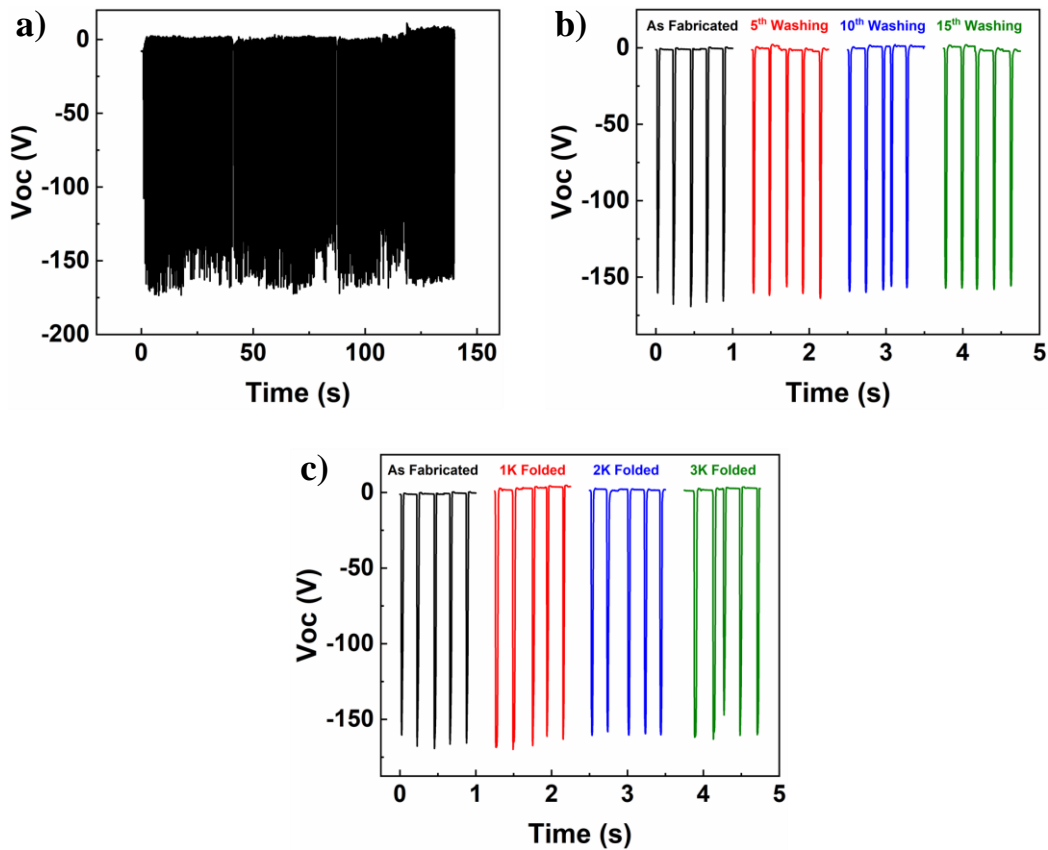 a)
Voc (V)
0
-50
-100
-150
-200
0 50 100 150
Time (s)
b)
As Fabricated 5th Washing 10th Washing 15th Washing
Voc (V)
0
-50
-100
-150
0 1 2 3 4 5
Time (s)
c)
As Fabricated 1K Folded 2K Folded 3K Folded
Voc (V)
0
-50
-100
-150
0 1 2 3 4 5
Time (s)